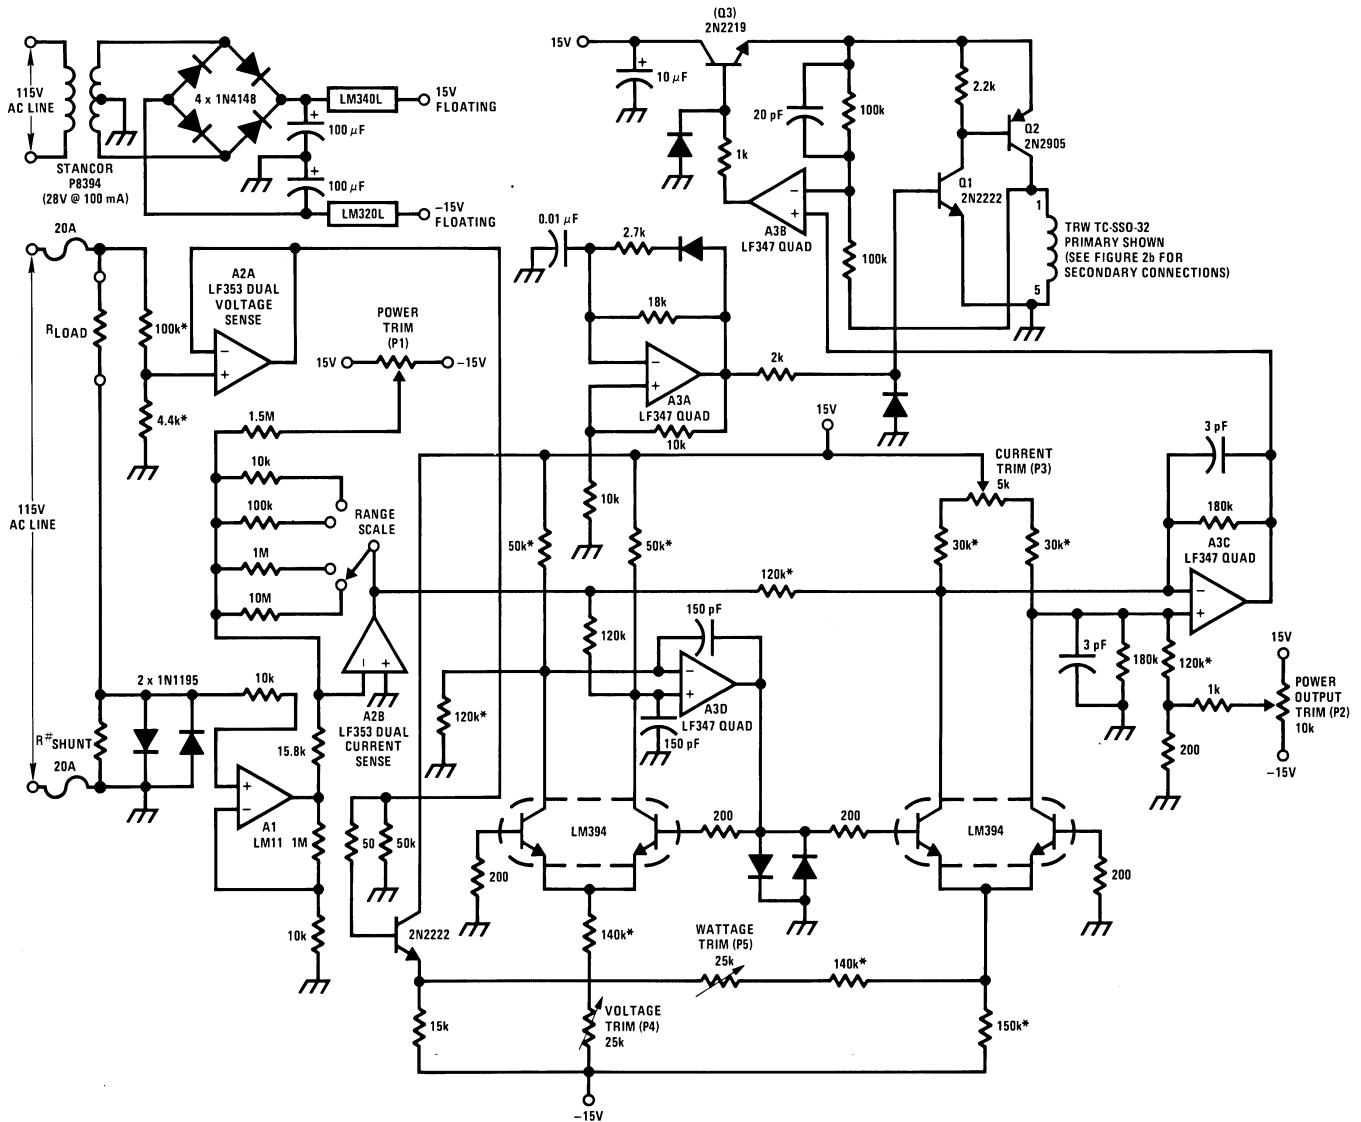 115V
AC LINE
STANCOR
P8394
(28V @ 100 mA)
4 x 1N4148
+
100 µF
+
100 µF
LM340L
15V
FLOATING
LM320L
–15V
FLOATING
15V
+
10 µF
(Q3)
2N2219
20 pF
100k
2.2k
Q2
2N2905
1k
–
+
A3B
LF347 QUAD
100k
Q1
2N2222
1
5
TRW TC-SSO-32
PRIMARY SHOWN
(SEE FIGURE 2b FOR
SECONDARY CONNECTIONS)
20A
RLOAD
100k*
4.4k*
A2A
LF353 DUAL
VOLTAGE
SENSE
–
+
POWER
TRIM
(P1)
15V
–15V
0.01 µF
2.7k
18k
–
+
A3A
LF347 QUAD
10k
10k
2k
15V
1.5M
10k
100k
1M
10M
RANGE
SCALE
115V
AC LINE
50k*
50k*
CURRENT
TRIM (P3)
5k
30k*
30k*
3 pF
180k
A3C
LF347 QUAD
–
+
120k*
120k
150 pF
–
+
A3D
LF347 QUAD
150 pF
120k*
3 pF
180k
120k*
1k
200
15V
POWER
OUTPUT
TRIM (P2)
10k
–15V
2 x 1N1195
10k
R#SHUNT
20A
15.8k
–
+
A2B
LF353 DUAL
CURRENT
SENSE
+
–
A1
LM11
1M
10k
50
50k
2N2222
15k
200
LM394
200
200
LM394
200
140k*
VOLTAGE
TRIM (P4)
25k
WATTAGE
TRIM (P5)
25k
140k*
150k*
–15V